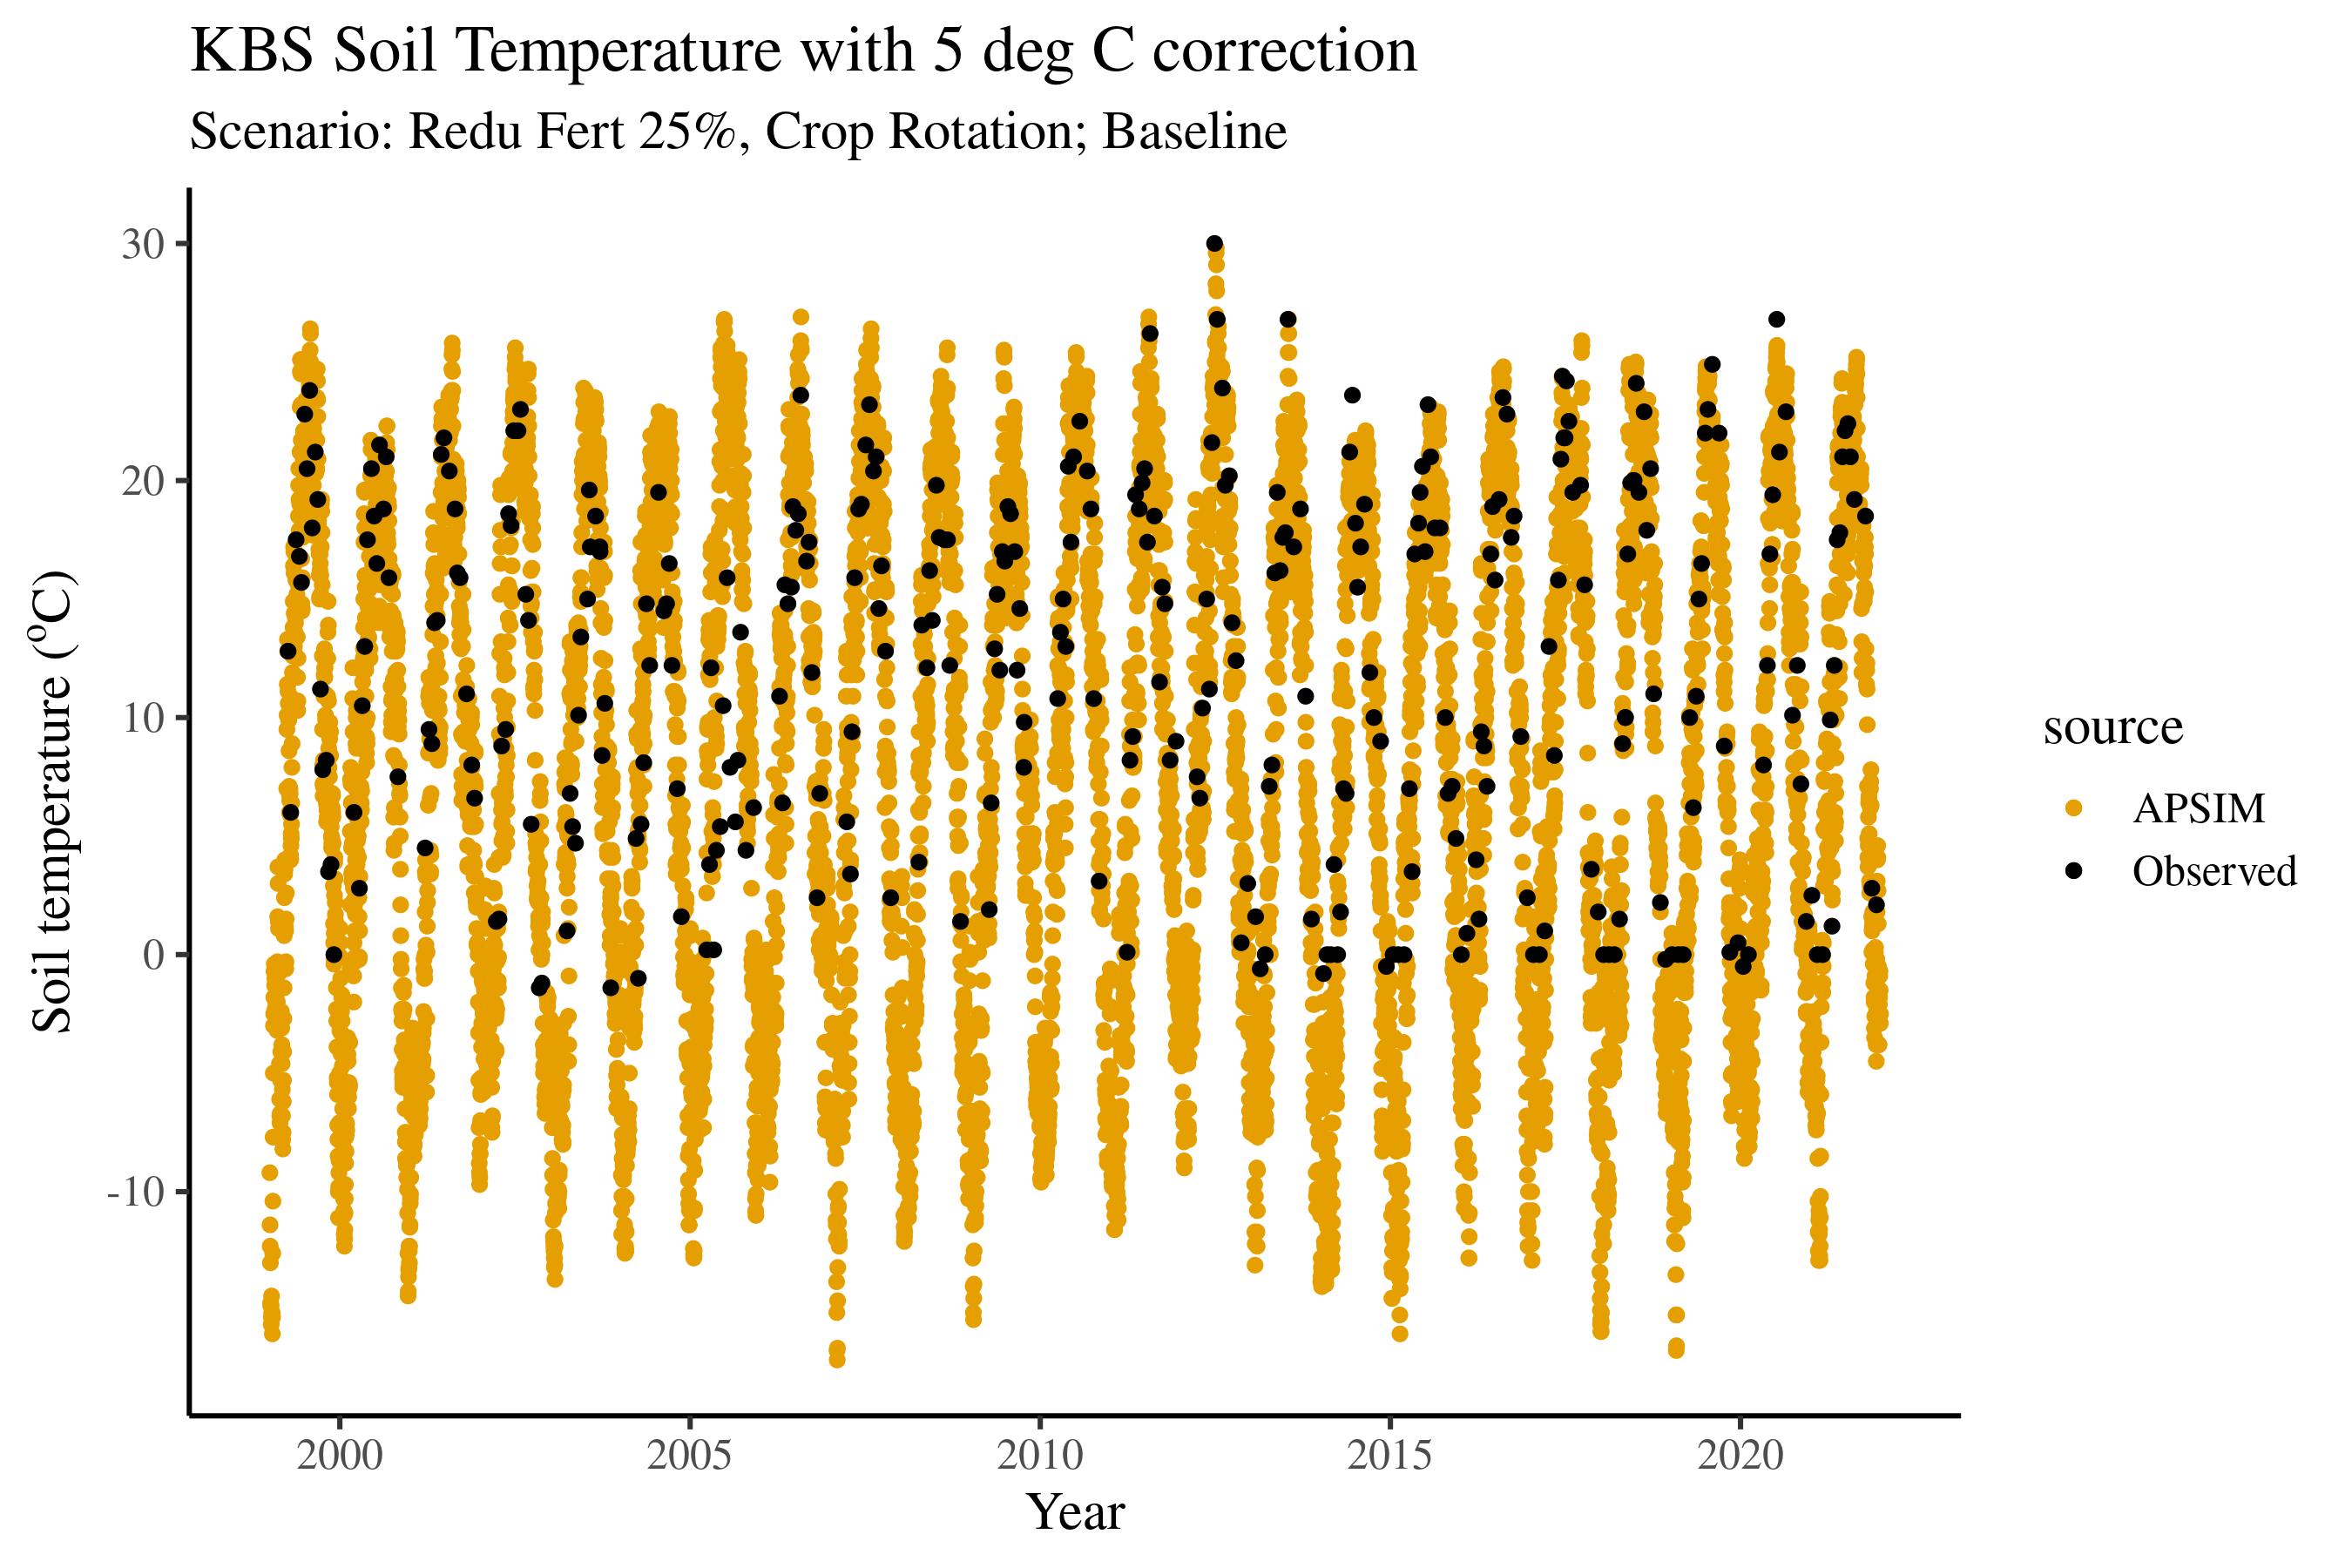 KBS Soil Temperature with 5 deg C correction
Scenario: Redu Fert 25%, Crop Rotation; Baseline
Soil temperature (ºC)
30
20
10
0
-10
2000
2005
2010
2015
2020
Year
source
APSIM
Observed